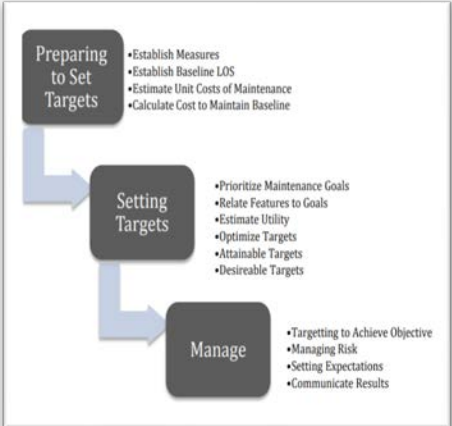 Preparing
to Set
Targets
•Establish Measures
•Establish Baseline LOS
•Estimate Unit Costs of Maintenance
•Calculate Cost to Maintain Baseline
Setting
Targets
•Prioritize Maintenance Goals
•Relate Features to Goals
•Estimate Utility
•Optimize Targets
•Attainable Targets
•Desireable Targets
Manage
•Targetting to Achieve Objective
•Managing Risk
•Setting Expectations
•Communicate Results